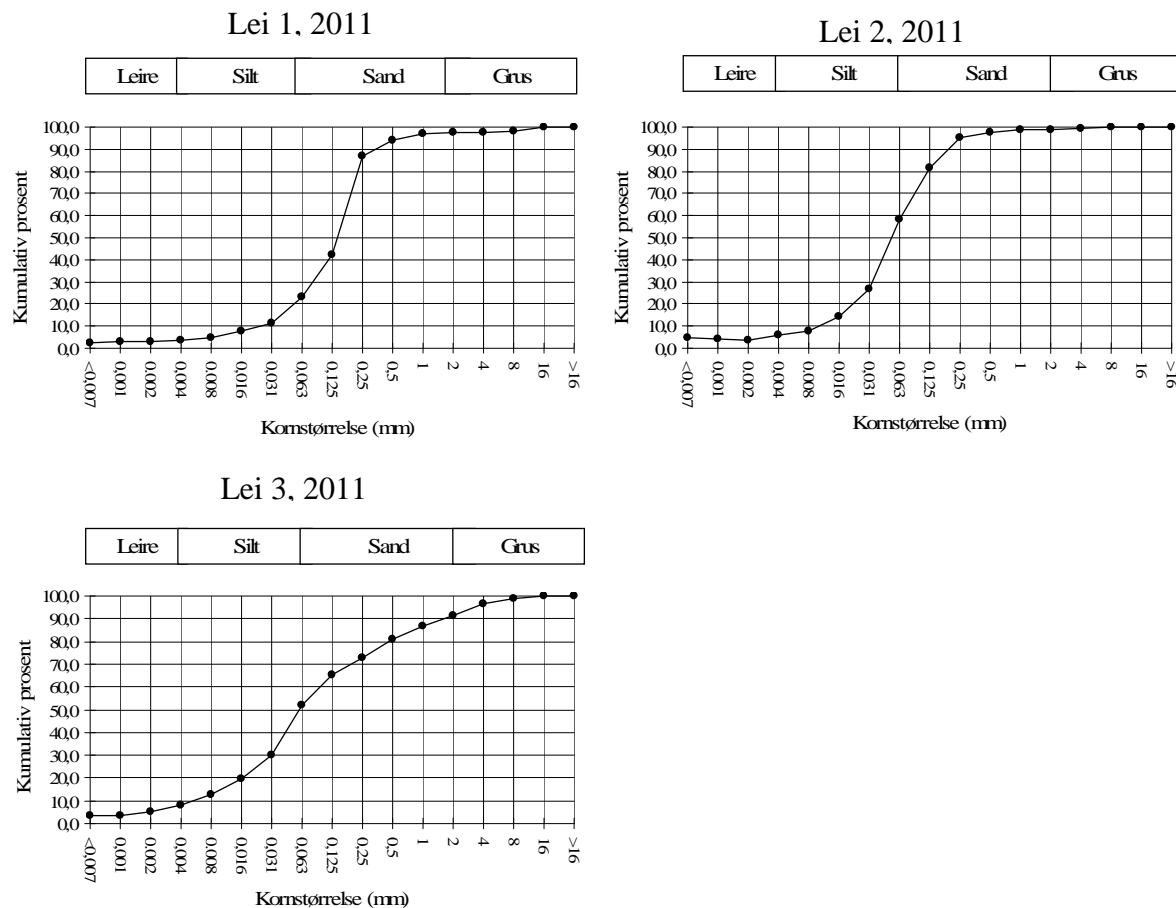 Lei 1, 2011
Leire Silt Sand Grus
100,0
90,0
80,0
70,0
60,0
50,0
40,0
30,0
20,0
10,0
0,0
Kumulativ prosent
<0,007 0,001 0,002 0,004 0,008 0,016 0,031 0,063 0,125 0,25 0,5 1 2 4 8 16 >16
Kornstørrelse (mm)
Lei 2, 2011
Leire Silt Sand Grus
100,0
90,0
80,0
70,0
60,0
50,0
40,0
30,0
20,0
10,0
0,0
Kumulativ prosent
<0,007 0,001 0,002 0,004 0,008 0,016 0,031 0,063 0,125 0,25 0,5 1 2 4 8 16 >16
Kornstørrelse (mm)
Lei 3, 2011
Leire Silt Sand Grus
100,0
90,0
80,0
70,0
60,0
50,0
40,0
30,0
20,0
10,0
0,0
Kumulativ prosent
<0,007 0,001 0,002 0,004 0,008 0,016 0,031 0,063 0,125 0,25 0,5 1 2 4 8 16 >16
Kornstørrelse (mm)